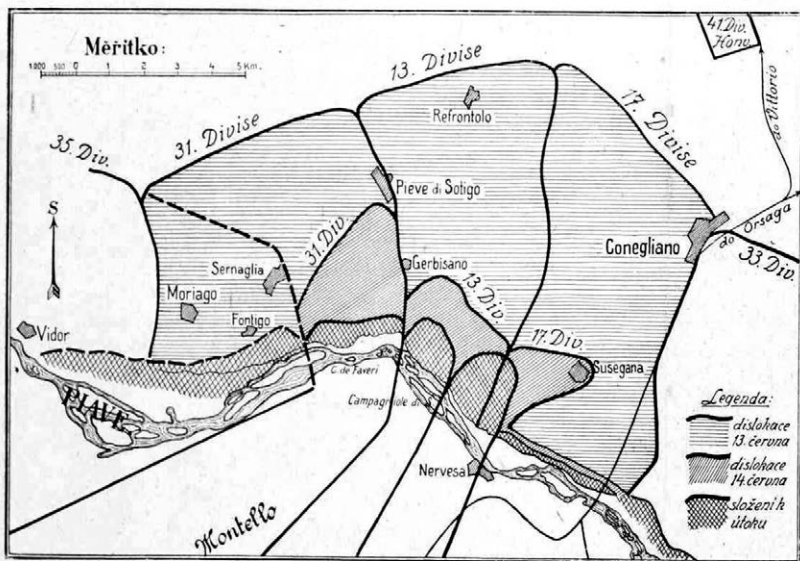 Měřítko:
1.000 500 0 1 2 3 4 5 Km.
41. Div.
Honv.
do Vittorio
13. Divise
Refrontolo
31. Divise
17. Divise
35. Div.
S
Pieve di Sotigo
31. Div.
Conegliano
do Orsaga
33. Div.
Gerbisano
Sernaglia
13. Div.
Moriago
Fontigo
Vidor
17. Div.
Susegana
C. de Faveri
PIAVE
Campagnole di
Nervesa
Montello
Legenda:
dislokace
13. června
dislokace
14. června
složení k
útoku